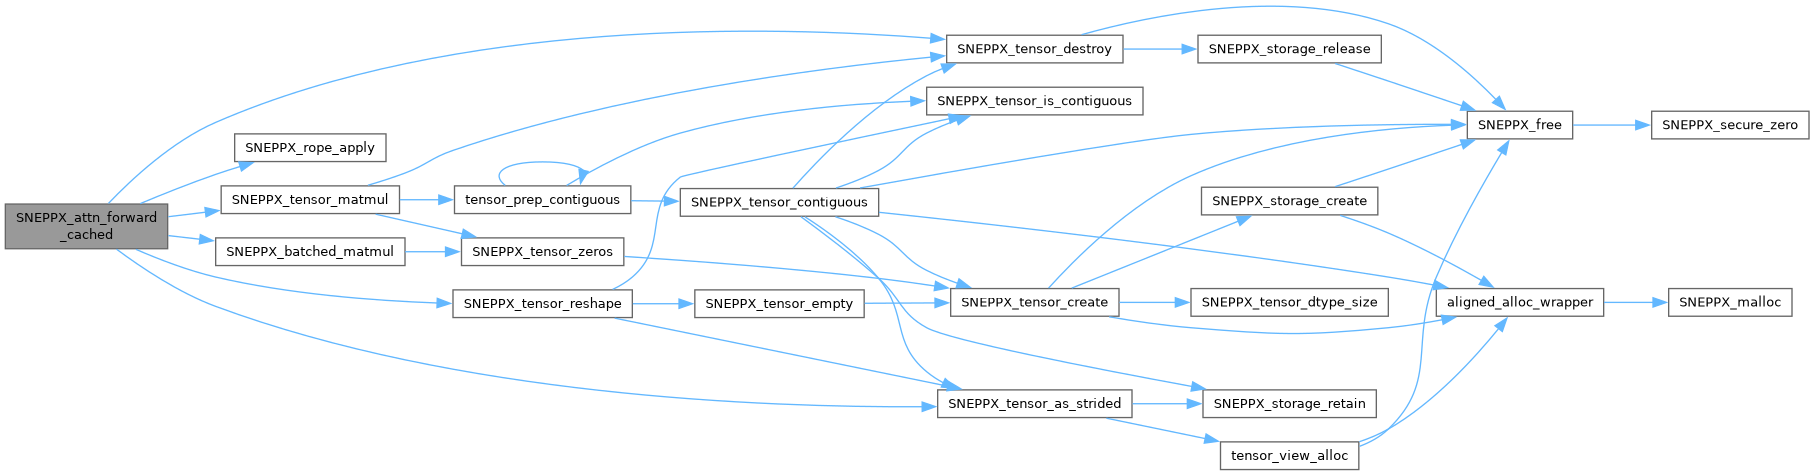 SNEPPX_attn_forward
_cached
SNEPPX_rope_apply
SNEPPX_tensor_matmul
SNEPPX_batched_matmul
tensor_prep_contiguous
SNEPPX_tensor_zeros
SNEPPX_tensor_reshape
SNEPPX_tensor_contiguous
SNEPPX_tensor_empty
SNEPPX_tensor_destroy
SNEPPX_tensor_is_contiguous
SNEPPX_tensor_create
SNEPPX_tensor_as_strided
SNEPPX_storage_release
SNEPPX_storage_create
SNEPPX_tensor_dtype_size
SNEPPX_storage_retain
tensor_view_alloc
SNEPPX_free
aligned_alloc_wrapper
SNEPPX_secure_zero
SNEPPX_malloc